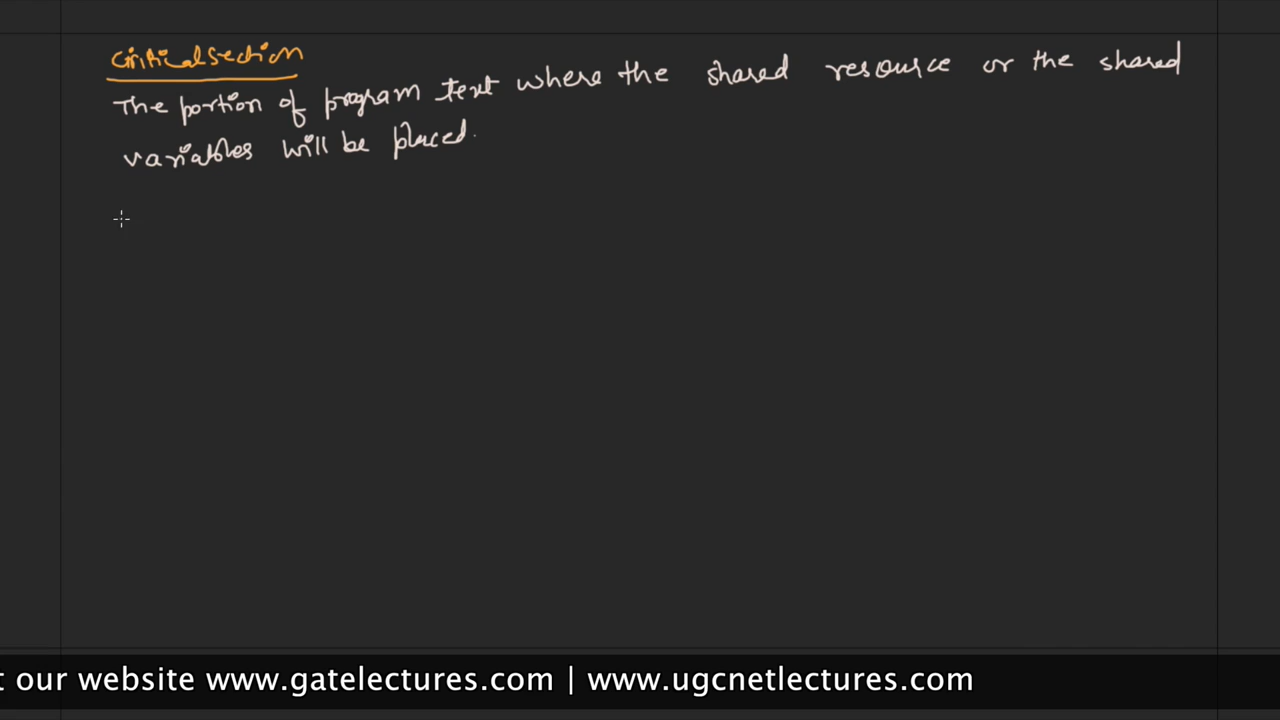 Critical section
The portion of program text where the shared resource or the shared
variables will be placed.
t our website www.gatelectures.com | www.ugcnetlectures.com